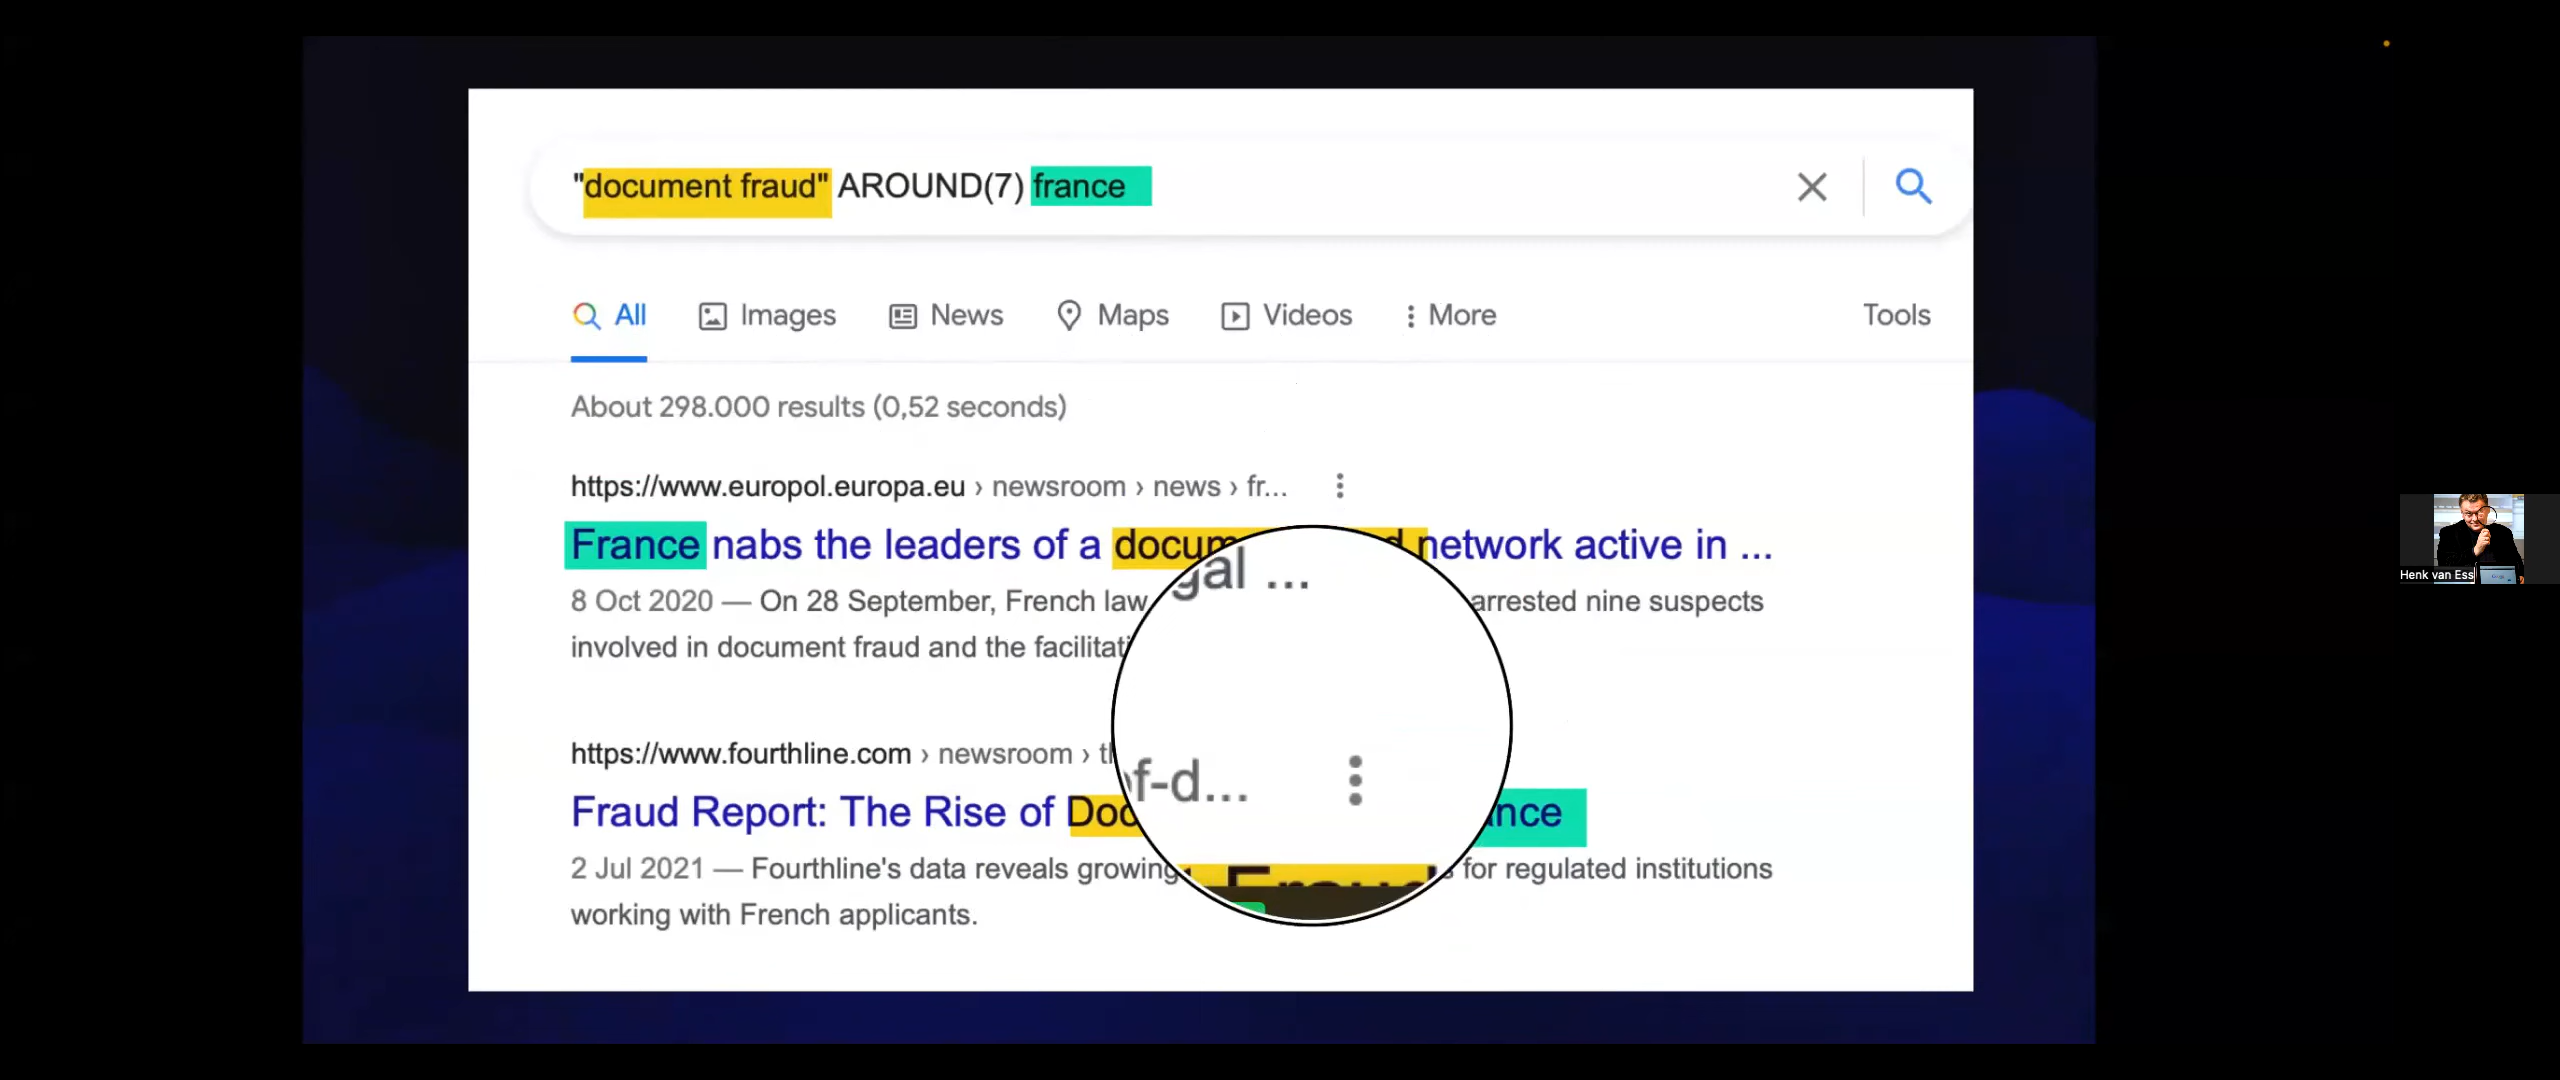 "document fraud" AROUND(7) france
All Images News Maps Videos More Tools
About 298.000 results (0,52 seconds)
https://www.europol.europa.eu › newsroom › news › fr...
France nabs the leaders of a network active in ...
8 Oct 2020 — On 28 September, French law arrested nine suspects
involved in document fraud and the
gal ...
https://www.fourthline.com › newsroom ›
of-d...
Fraud Report: The Rise of
2 Jul 2021 — Fourthline's data reveals growing for regulated institutions
Fraud
working with French applicants.
Henk van Ess